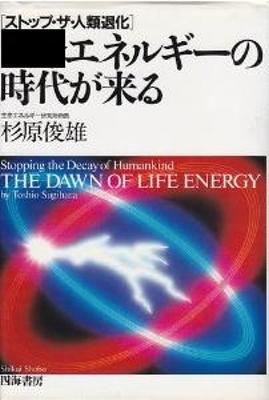 [ストップ・ザ・人類退化]
エネルギーの
時代が来る
杉原俊雄
Stopping the Decay of Humankind
THE DAWN OF LIFE ENERGY
by Toshio Sugihara
Shikai Shobo
四海書房